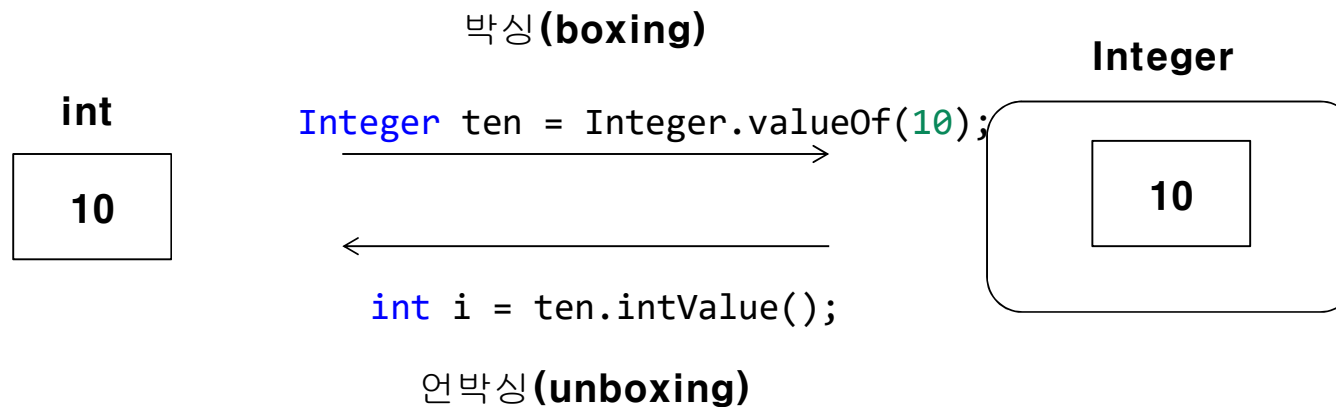 박싱(boxing)
Integer
int
Integer ten = Integer.valueOf(10);
10
10
int i = ten.intValue();
언박싱(unboxing)